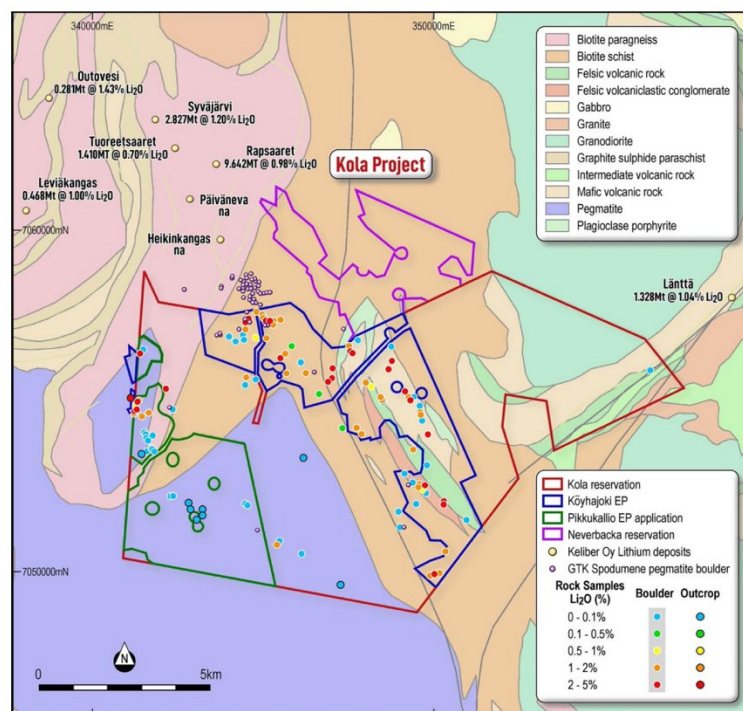 340000mE
350000mE
Outovesi
0.281Mt @ 1.43% Li₂O
Syväjärvi
2.827Mt @ 1.20% Li₂O
Tuoreetsaaret
1.410MT @ 0.70% Li₂O
Rapsaaret
9.642MT @ 0.98% Li₂O
Leviäkangas
0.468Mt @ 1.00% Li₂O
Päiväneva
na
Heikinkangas
na
7060000mN
Kola Project
Länttä
1.328Mt @ 1.04% Li₂O
7050000mN
Biotite paragneiss
Biotite schist
Felsic volcanic rock
Felsic volcaniclastic conglomerate
Gabbro
Granite
Granodiorite
Graphite sulphide paraschist
Intermediate volcanic rock
Mafic volcanic rock
Pegmatite
Plagioclase porphyrite
Kola reservation
Köyhajoki EP
Pikkukallio EP application
Neverbacka reservation
Keliber Oy Lithium deposits
GTK Spodumene pegmatite boulder
Rock Samples
Li₂O (%) Boulder Outcrop
0 - 0.1%
0.1 - 0.5%
0.5 - 1%
1 - 2%
2 - 5%
N
0 5km